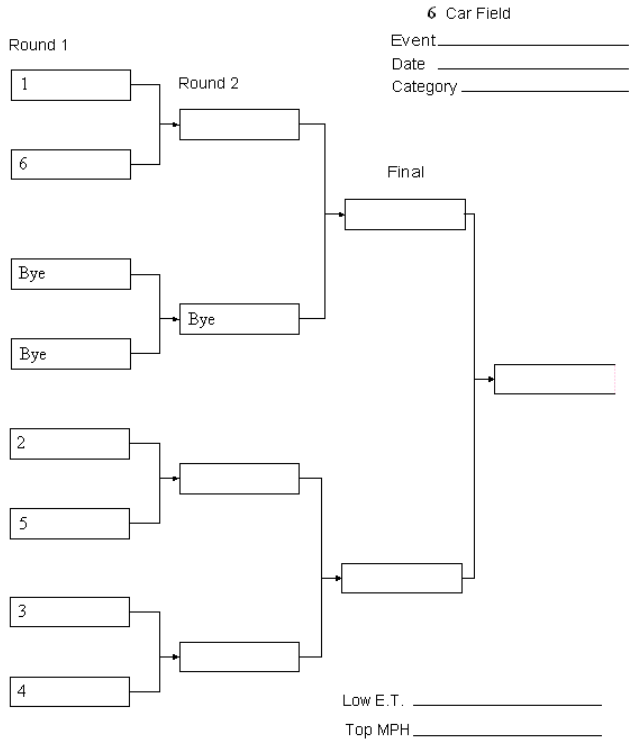 6 Car Field
Event
Date
Category
Round 1
1
Round 2
6
Final
Bye
Bye
Bye
2
5
3
4
Low E.T.
Top MPH